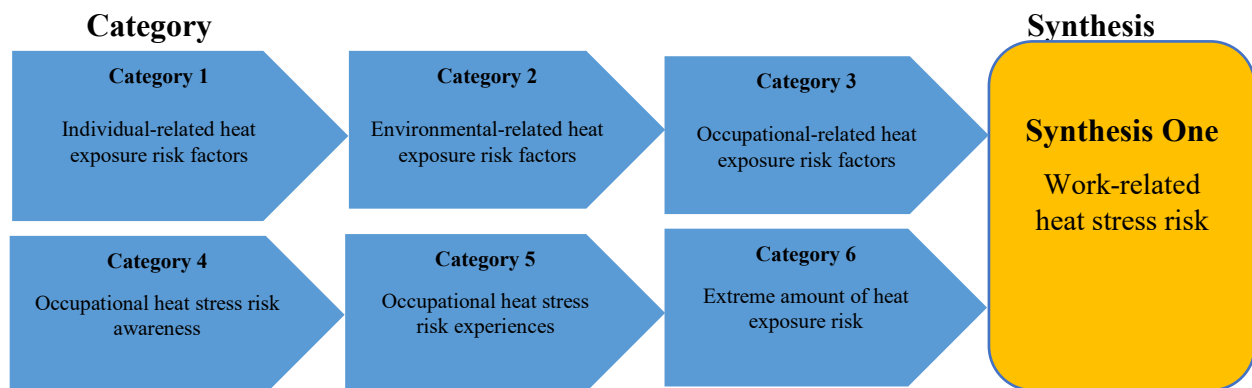 Category
Synthesis
Category 1
Individual-related heat
exposure risk factors
Category 2
Environmental-related heat
exposure risk factors
Category 3
Occupational-related heat
exposure risk factors
Synthesis One
Work-related
heat stress risk
Category 4
Occupational heat stress risk
awareness
Category 5
Occupational heat stress
risk experiences
Category 6
Extreme amount of heat
exposure risk